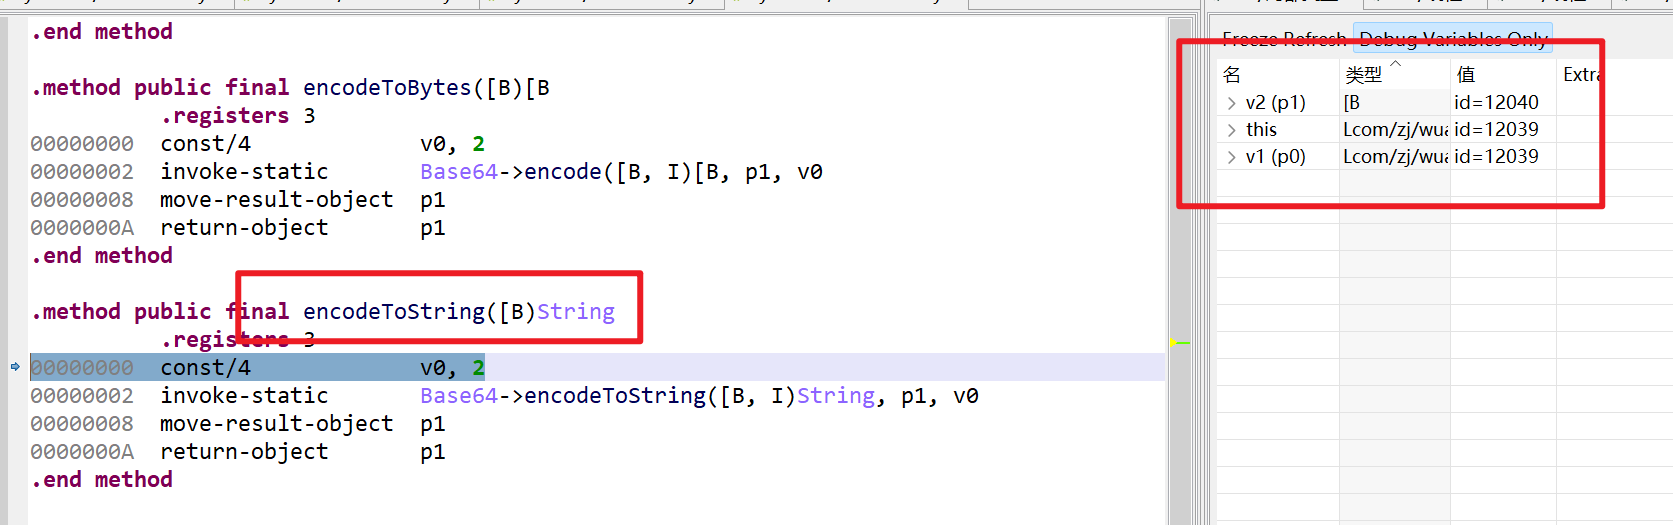 .end method
.method public final encodeToBytes([B)[B
.registers 3
00000000 const/4 v0, 2
00000002 invoke-static Base64->encode([B, I)[B, p1, v0
00000008 move-result-object p1
0000000A return-object p1
.end method
.method public final encodeToString([B)String
.registers 3
00000000 const/4 v0, 2
00000002 invoke-static Base64->encodeToString([B, I)String, p1, v0
00000008 move-result-object p1
0000000A return-object p1
.end method
Freeze Refresh Debug Variables Only
名 类型 值 Extra
v2 (p1) [B id=12040
this Lcom/zj/wua id=12039
v1 (p0) Lcom/zj/wua id=12039